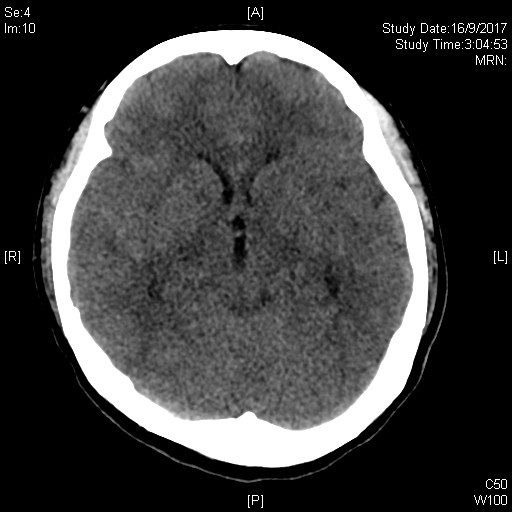 Se:4
Im:10
[A]
Study Date:16/9/2017
Study Time:3:04:53
MRN:
[R]
[L]
[P]
C50
W100